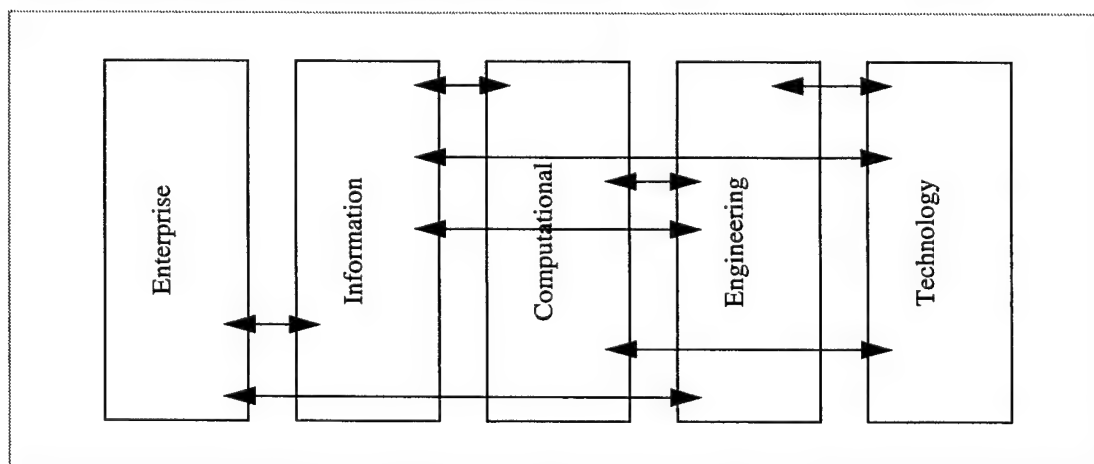 Enterprise
Information
Computational
Engineering
Technology